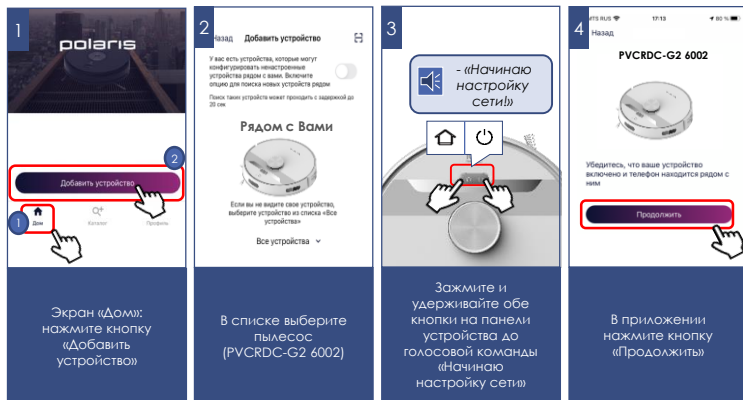 1
polaris
2
Добавить устройство
1
Дом
Каталог
Профиль
Экран «Дом»:
нажмите кнопку
«Добавить
устройство»
2
Назад Добавить устройство
У вас есть устройства, которые могут
конфигурировать ненастроенные
устройства рядом с вами. Включите
опцию для поиска новых устройств рядом
Поиск таких устройств может проходить с задержкой до
20 сек
Рядом с Вами
Если вы не видите свое устройство,
выберите устройство из списка «Все
устройства»
Все устройства
В списке выберите
пылесос
(PVCRDC-G2 6002)
3
- «Начинаю
настройку
сети!»
Зажмите и
удерживайте обе
кнопки на панели
устройства до
голосовой команды
«Начинаю
настройку сети»
4
MTS RUS 17:13 80 %
Назад
PVCRDC-G2 6002
Убедитесь, что ваше устройство
включено и телефон находится рядом с
ним
Продолжить
В приложении
нажмите кнопку
«Продолжить»